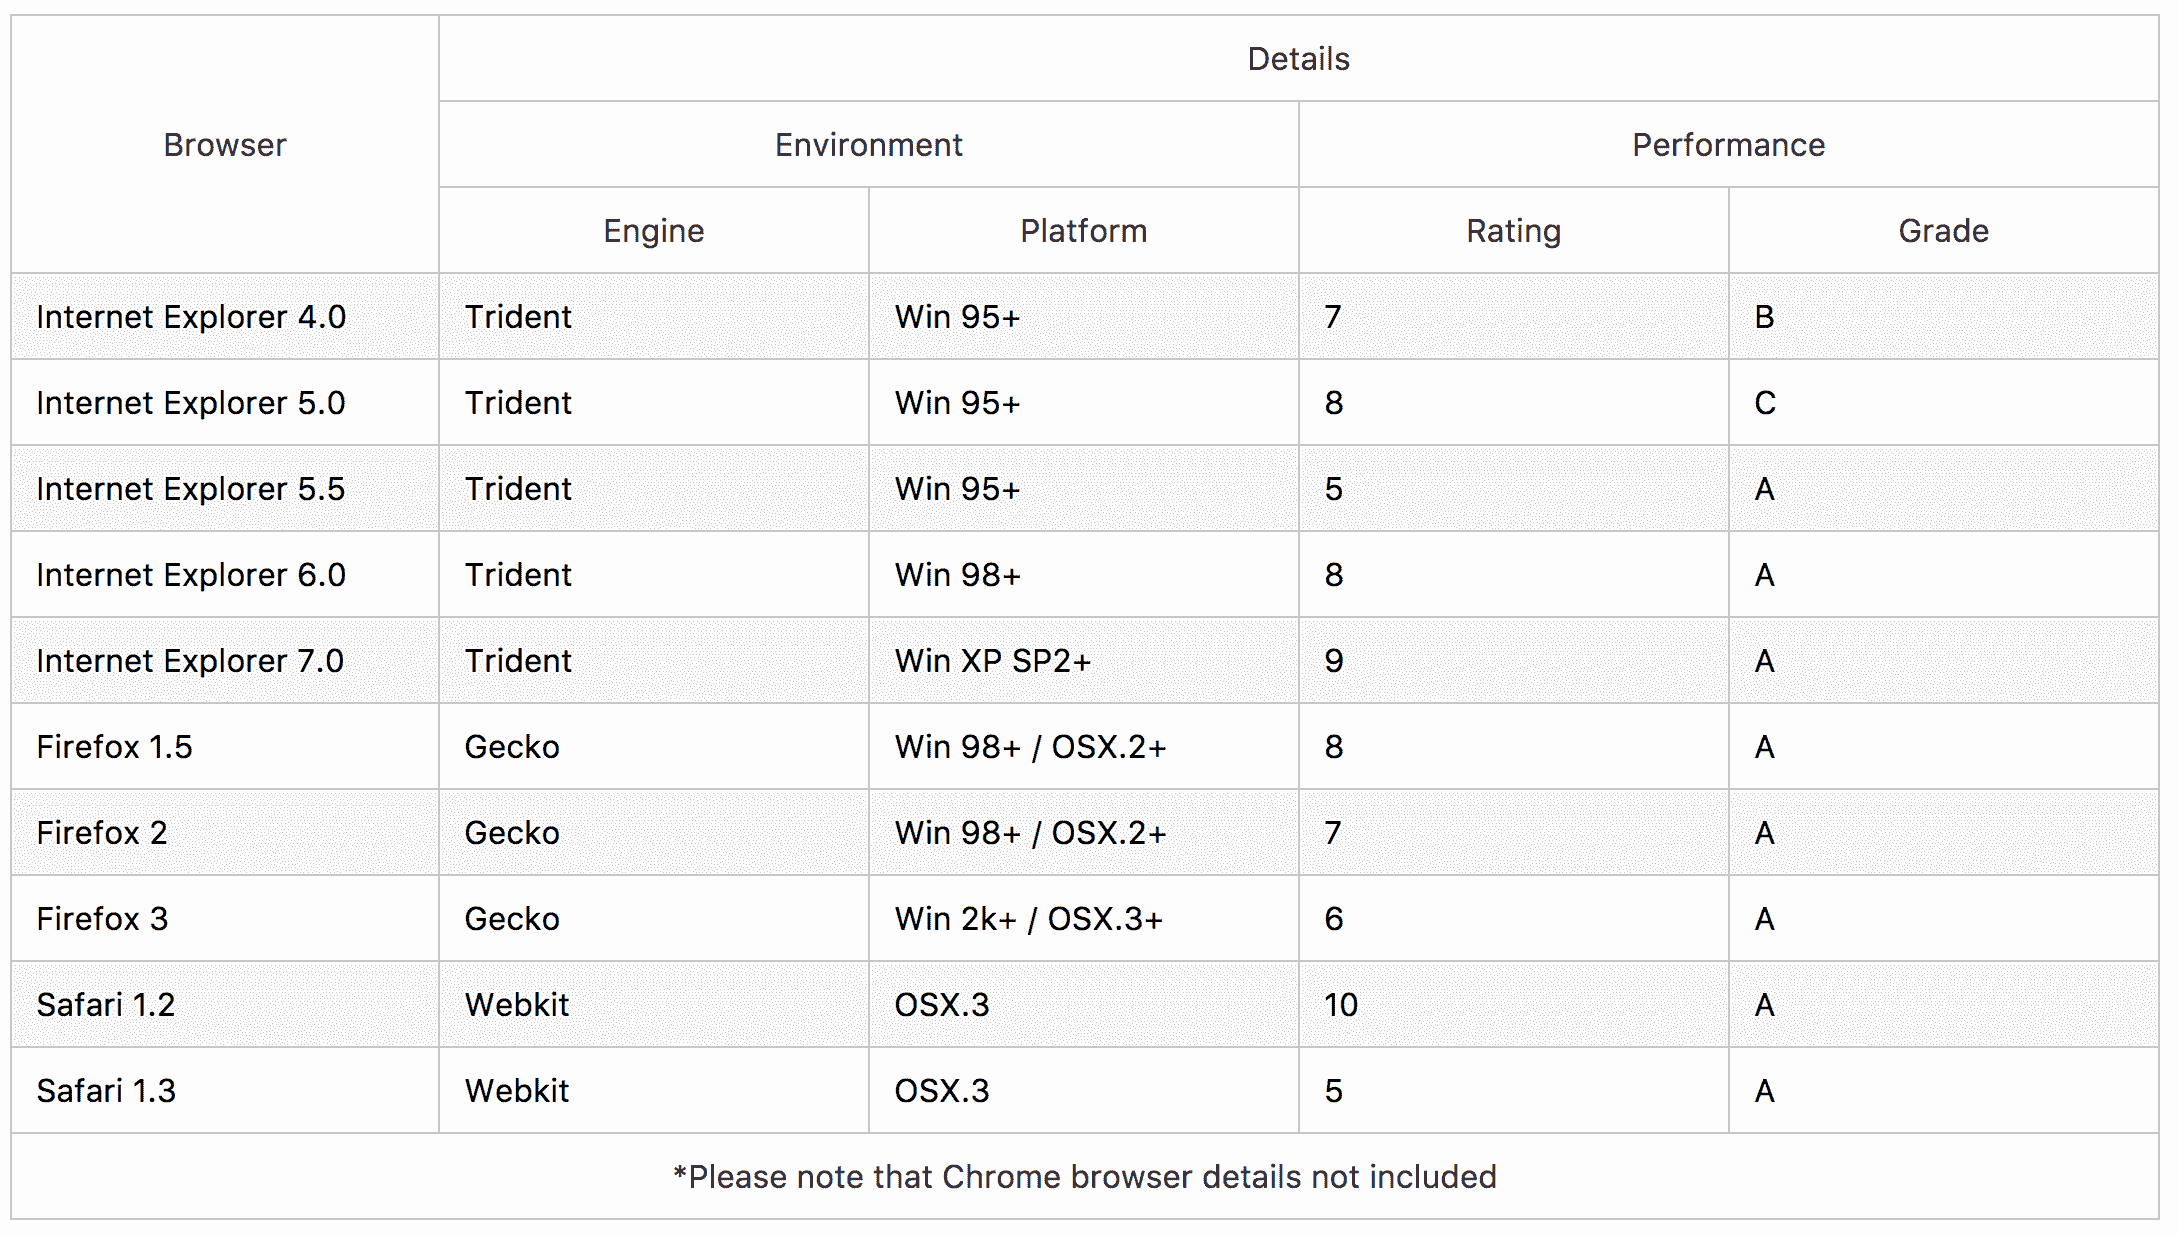 Details
Browser Environment Performance
Engine Platform Rating Grade
Internet Explorer 4.0 Trident Win 95+ 7 B
Internet Explorer 5.0 Trident Win 95+ 8 C
Internet Explorer 5.5 Trident Win 95+ 5 A
Internet Explorer 6.0 Trident Win 98+ 8 A
Internet Explorer 7.0 Trident Win XP SP2+ 9 A
Firefox 1.5 Gecko Win 98+ / OSX.2+ 8 A
Firefox 2 Gecko Win 98+ / OSX.2+ 7 A
Firefox 3 Gecko Win 2k+ / OSX.3+ 6 A
Safari 1.2 Webkit OSX.3 10 A
Safari 1.3 Webkit OSX.3 5 A
*Please note that Chrome browser details not included